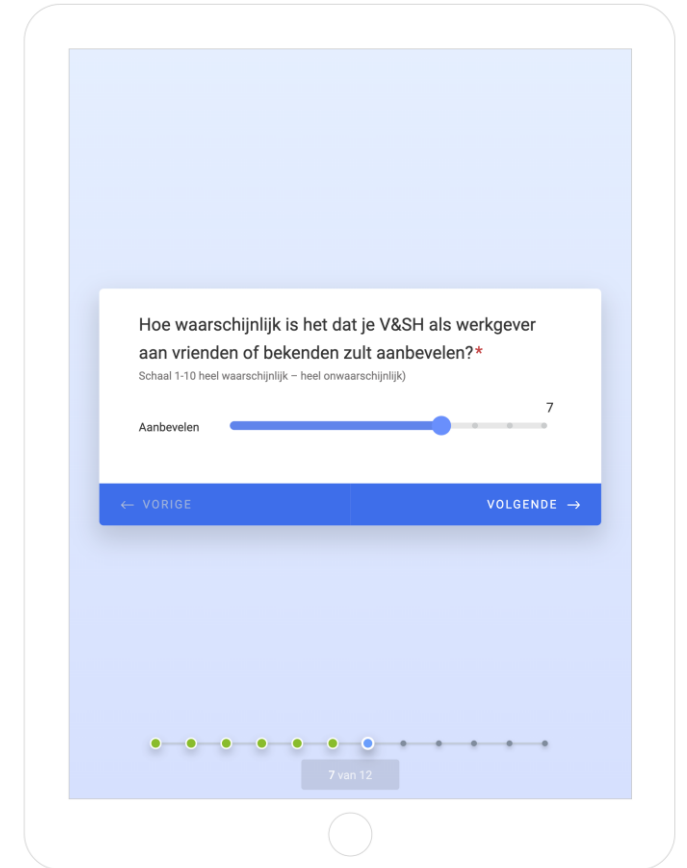 Hoe waarschijnlijk is het dat je V&SH als werkgever
aan vrienden of bekenden zult aanbevelen?*
Schaal 1-10 heel waarschijnlijk – heel onwaarschijnlijk)
7
Aanbevelen
← VORIGE
VOLGENDE →
7 van 12